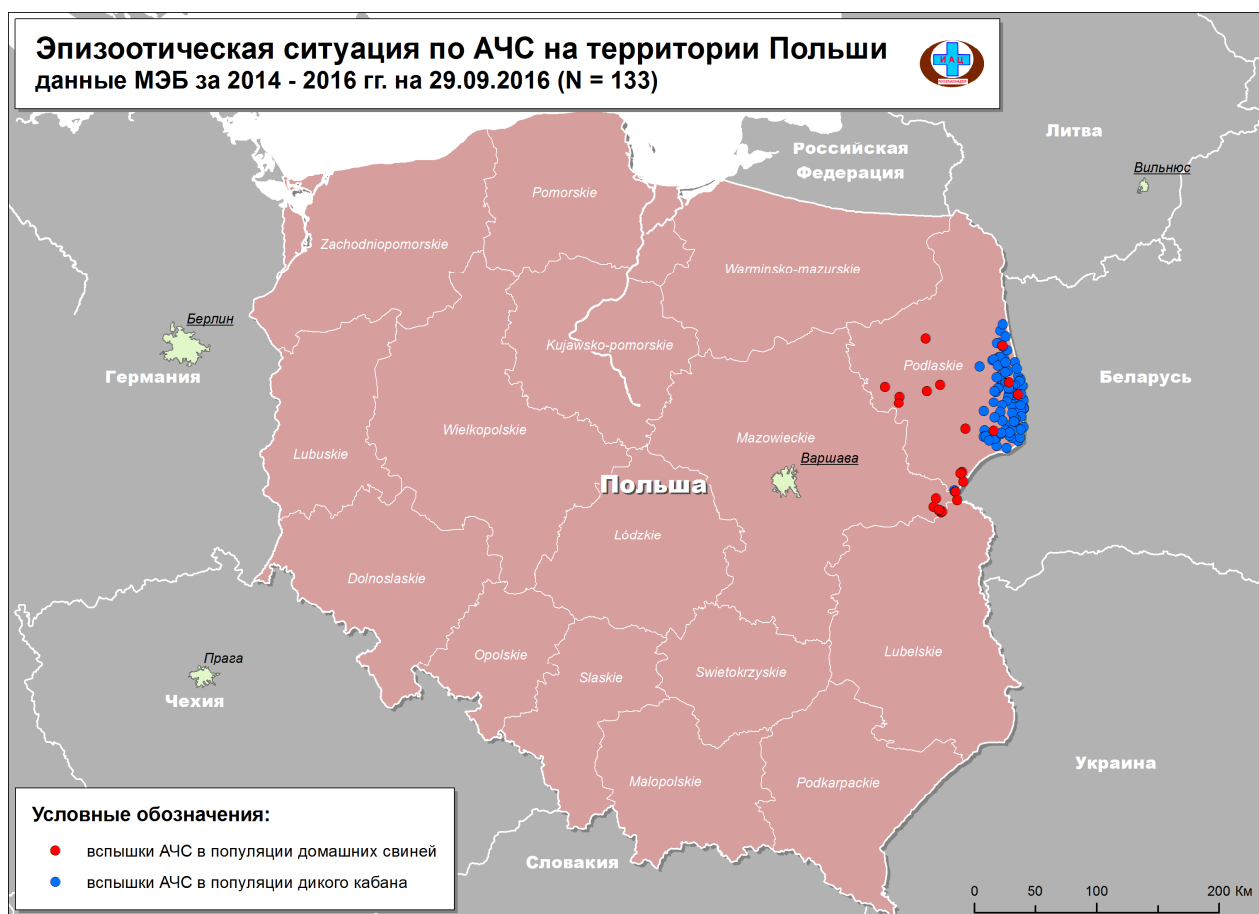 Эпизоотическая ситуация по АЧС на территории Польши
данные МЭБ за 2014 - 2016 гг. на 29.09.2016 (N = 133)
ИАЦ
Литва
Российская
Федерация
Вильнюс
Pomorskie
Zachodniopomorskie
Warminsko-mazurskie
Берлин
Kujawsko-pomorskie
Podlaskie
Германия
Беларусь
Wielkopolskie
Mazowieckie
Lubuskie
Варшава
Польша
Lódzkie
Dolnoslaskie
Opolskie
Lubelskie
Прага
Slaskie
Swietokrzyskie
Чехия
Украина
Malopolskie
Podkarpackie
Словакия
Условные обозначения:
вспышки АЧС в популяции домашних свиней
вспышки АЧС в популяции дикого кабана
0 50 100 200 Км